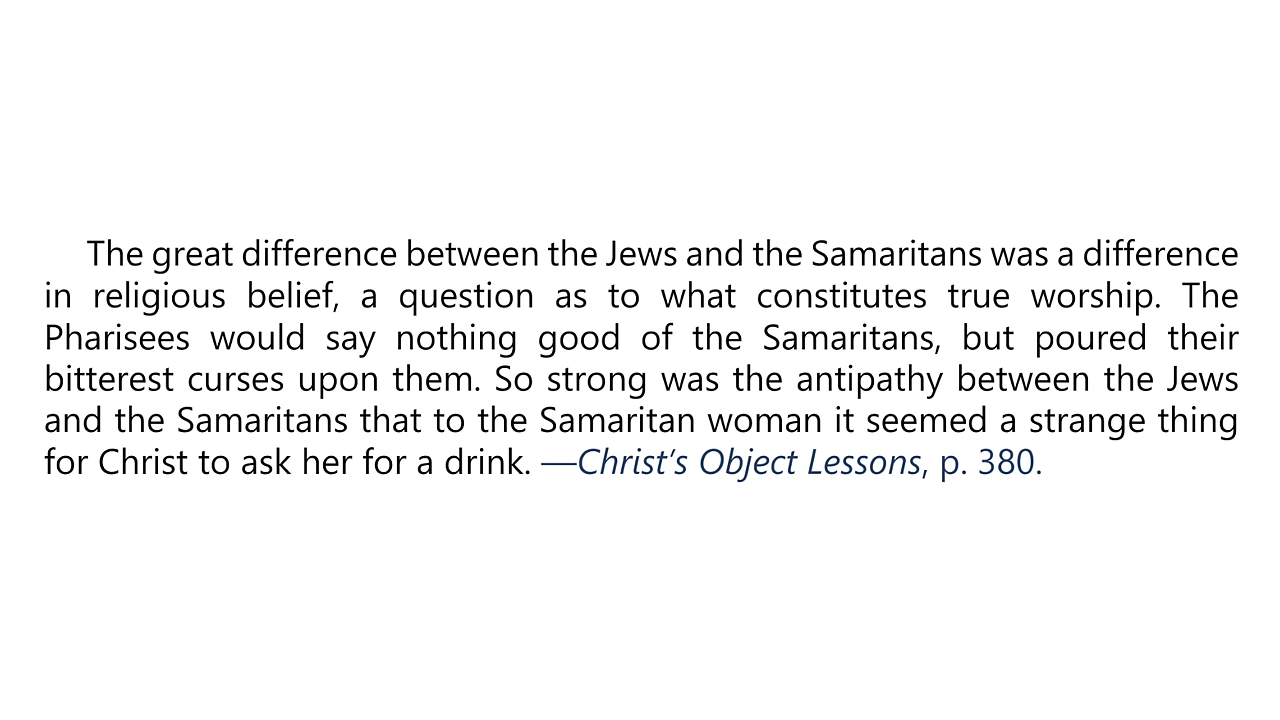 The great difference between the Jews and the Samaritans was a difference
in religious belief, a question as to what constitutes true worship. The
Pharisees would say nothing good of the Samaritans, but poured their
bitterest curses upon them. So strong was the antipathy between the Jews
and the Samaritans that to the Samaritan woman it seemed a strange thing
for Christ to ask her for a drink. —Christ’s Object Lessons, p. 380.